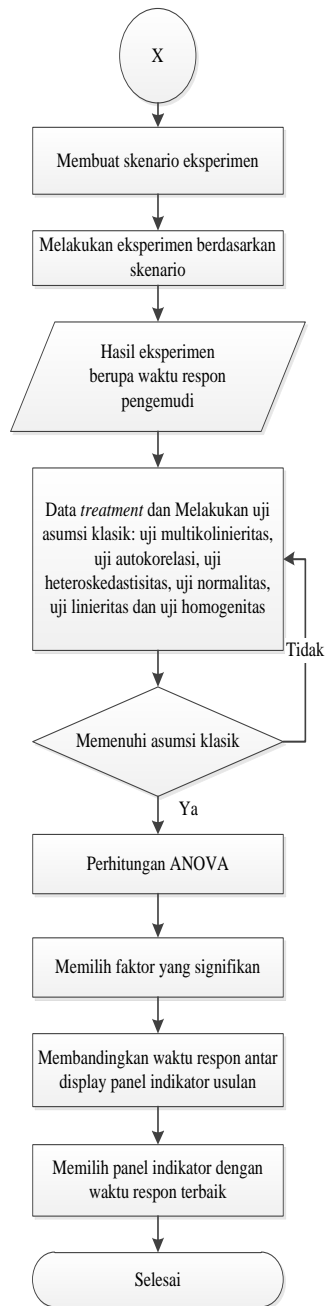 X
Membuat skenario eksperimen
Melakukan eksperimen berdasarkan
skenario
Hasil eksperimen
berupa waktu respon
pengemudi
Data treatment dan Melakukan uji
asumsi klasik: uji multikolinieritas,
uji autokorelasi, uji
heteroskedastisitas, uji normalitas,
uji linieritas dan uji homogenitas
Tidak
Memenuhi asumsi klasik
Ya
Perhitungan ANOVA
Memilih faktor yang signifikan
Membandingkan waktu respon antar
display panel indikator usulan
Memilih panel indikator dengan
waktu respon terbaik
Selesai